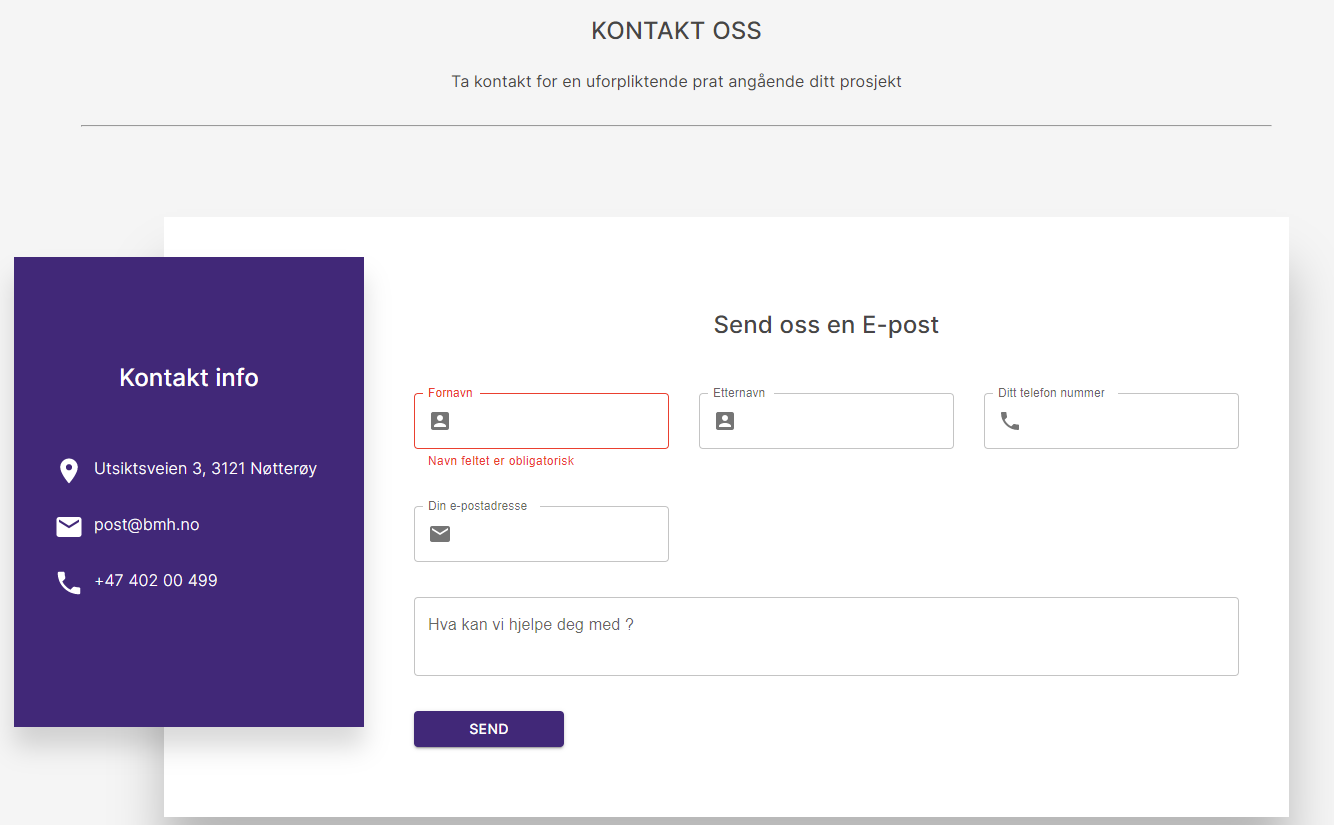 KONTAKT OSS
Ta kontakt for en uforpliktende prat angående ditt prosjekt
Kontakt info
Utsiktsveien 3, 3121 Nøtterøy
post@bmh.no
+47 402 00 499
Send oss en E-post
Fornavn
Navn feltet er obligatorisk
Etternavn
Ditt telefon nummer
Din e-postadresse
Hva kan vi hjelpe deg med ?
SEND